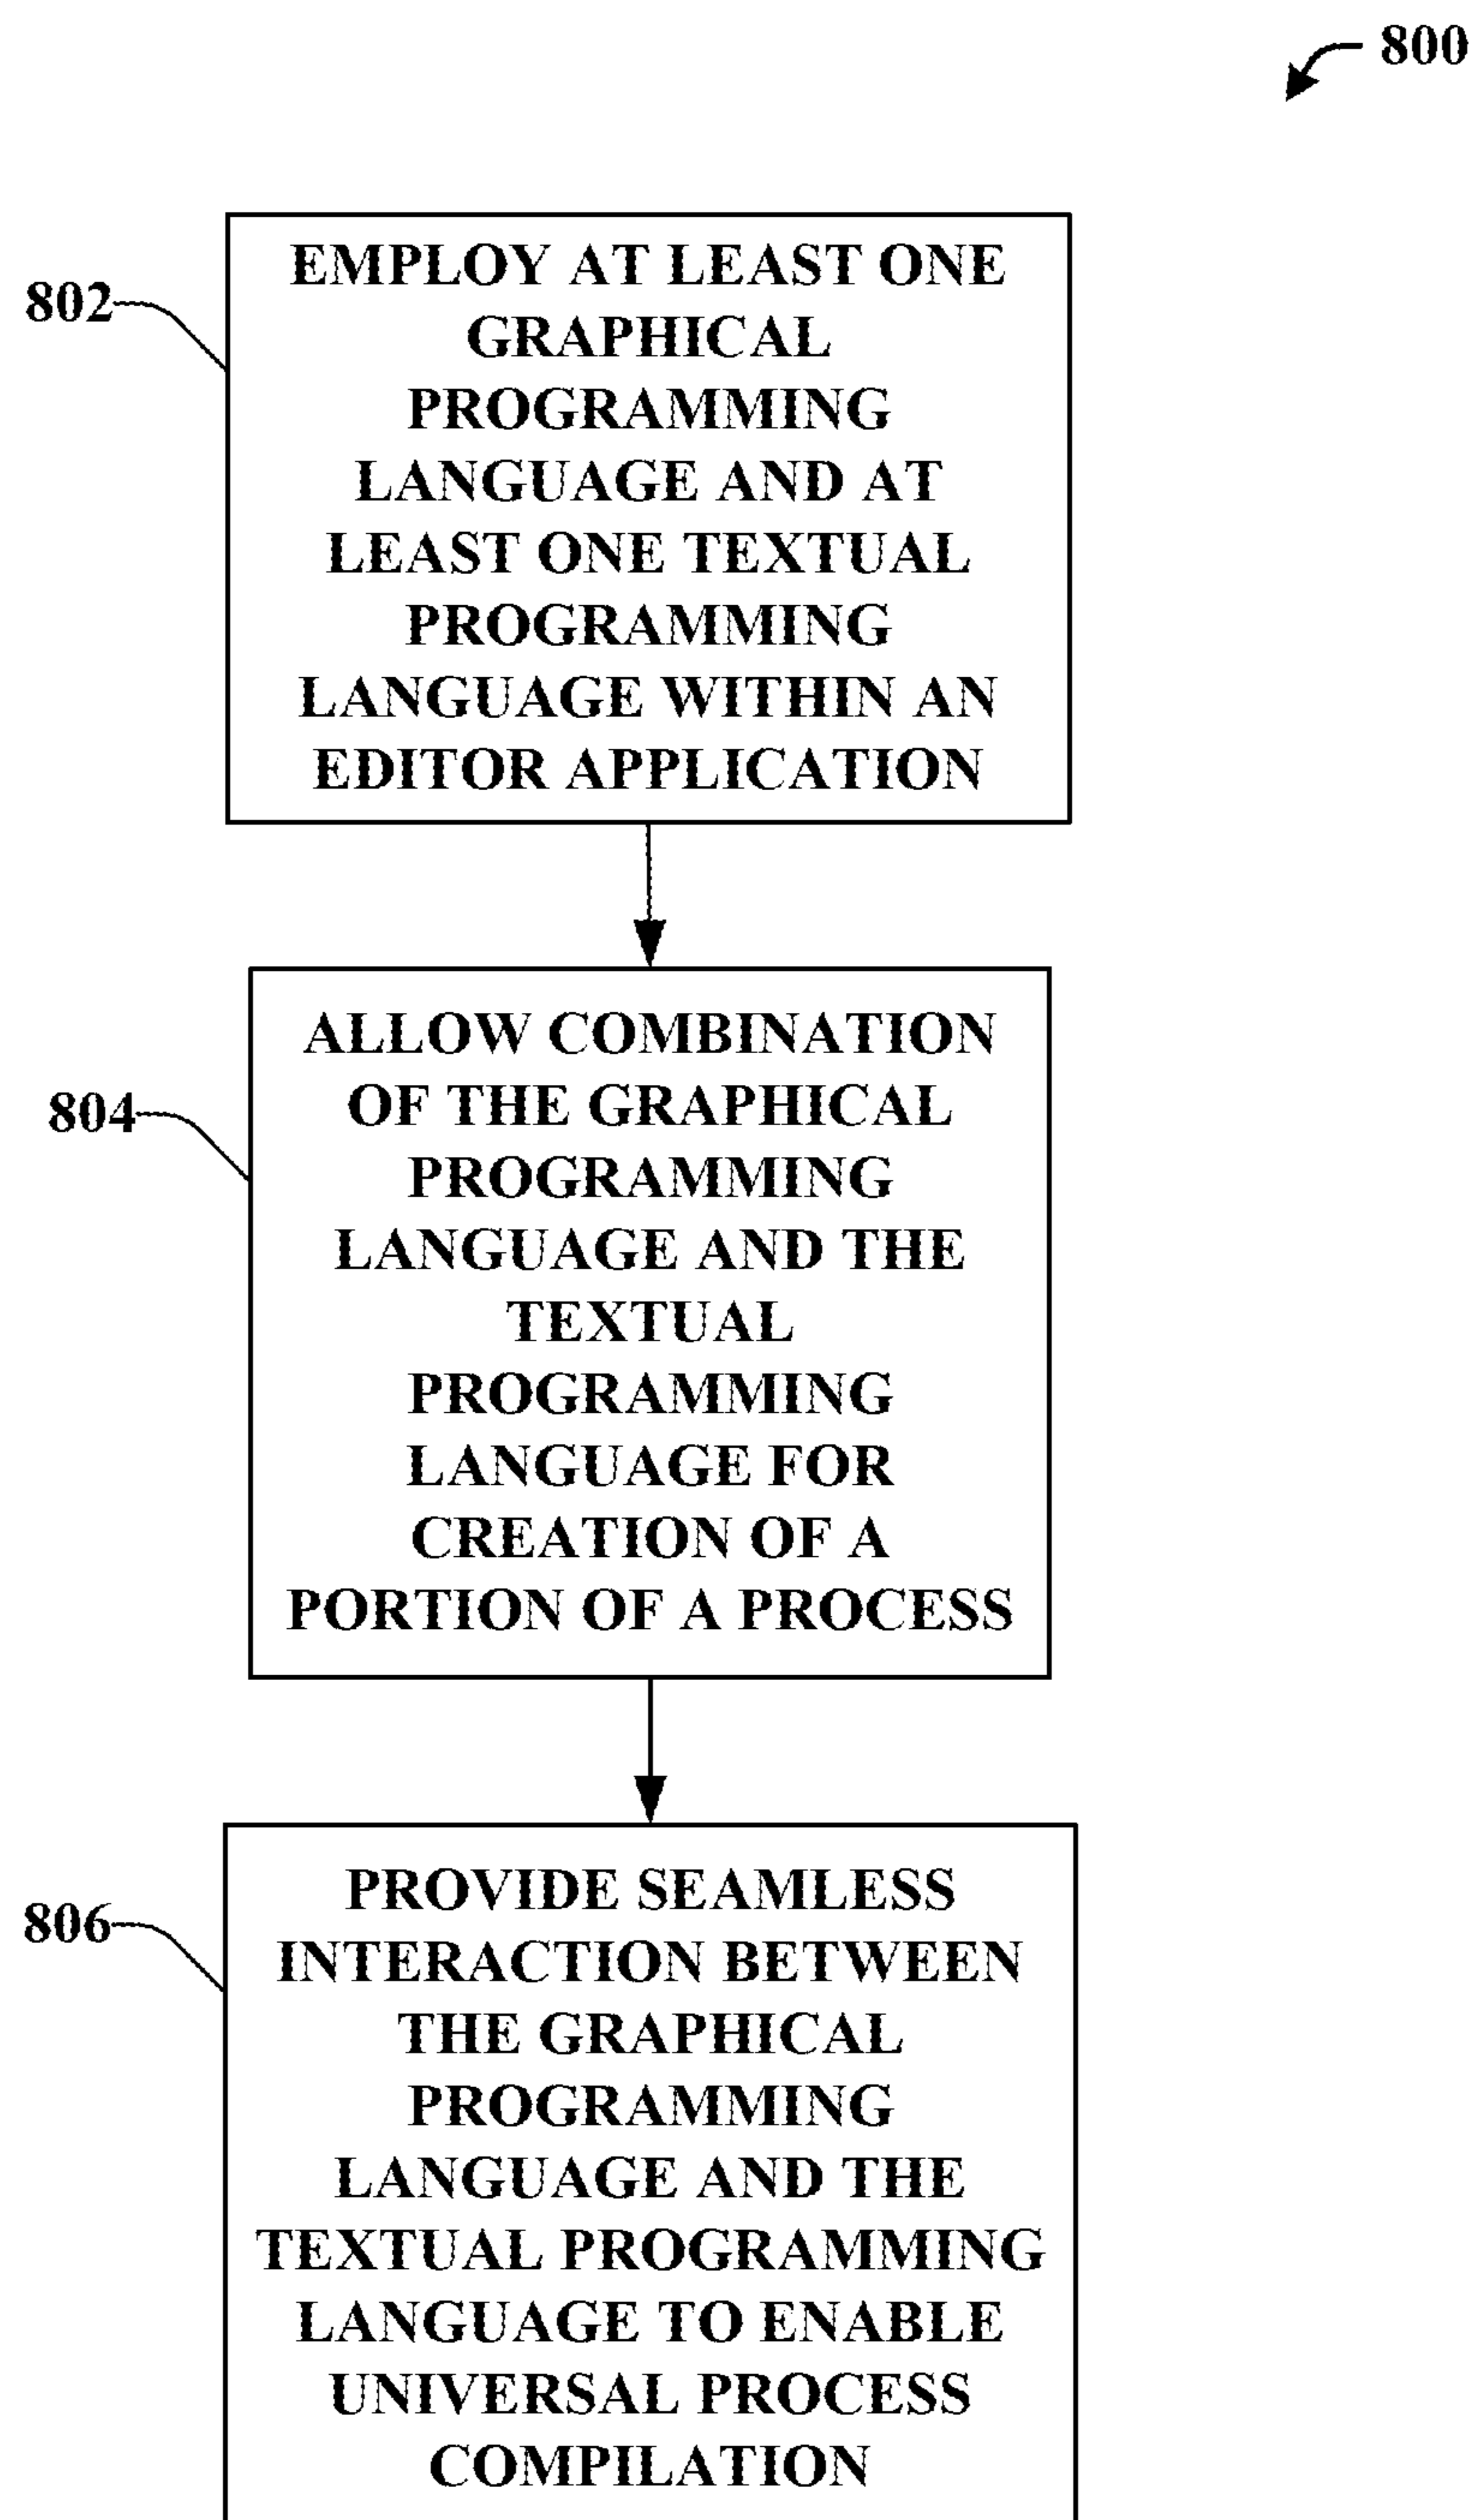 800
802
EMPLOY AT LEAST ONE
GRAPHICAL
PROGRAMMING
LANGUAGE AND AT
LEAST ONE TEXTUAL
PROGRAMMING
LANGUAGE WITHIN AN
EDITOR APPLICATION
804
ALLOW COMBINATION
OF THE GRAPHICAL
PROGRAMMING
LANGUAGE AND THE
TEXTUAL
PROGRAMMING
LANGUAGE FOR
CREATION OF A
PORTION OF A PROCESS
806
PROVIDE SEAMLESS
INTERACTION BETWEEN
THE GRAPHICAL
PROGRAMMING
LANGUAGE AND THE
TEXTUAL PROGRAMMING
LANGUAGE TO ENABLE
UNIVERSAL PROCESS
COMPILATION